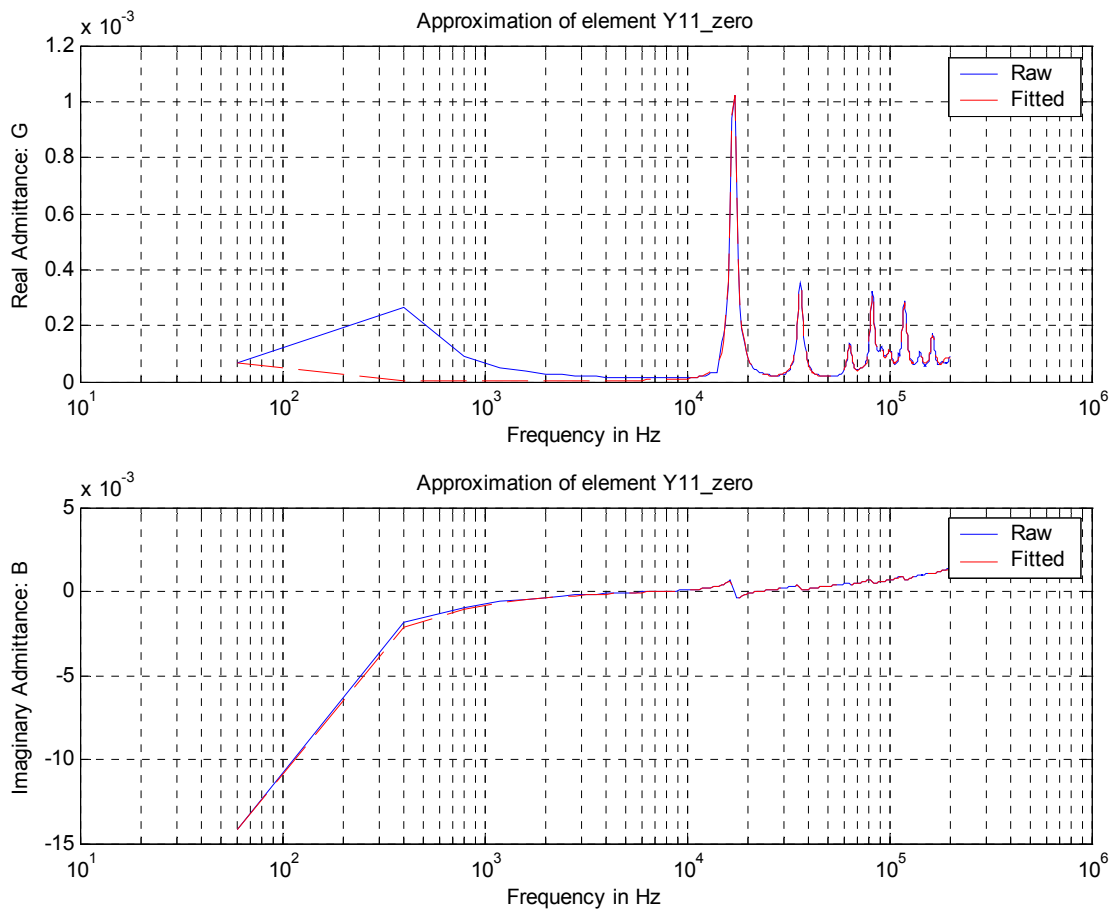 Approximation of element Y11_zero
x 10^-3
1.2
1
0.8
0.6
0.4
0.2
0
Real Admittance: G
Raw
Fitted
10^1 10^2 10^3 10^4 10^5 10^6
Frequency in Hz
Approximation of element Y11_zero
x 10^-3
5
0
-5
-10
-15
Imaginary Admittance: B
Raw
Fitted
10^1 10^2 10^3 10^4 10^5 10^6
Frequency in Hz